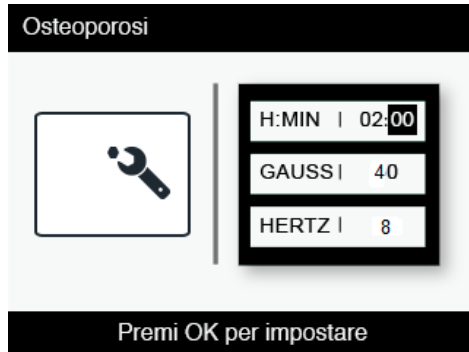 Osteoporosi
H:MIN | 02:00
GAUSS | 40
HERTZ | 8
Premi OK per impostare